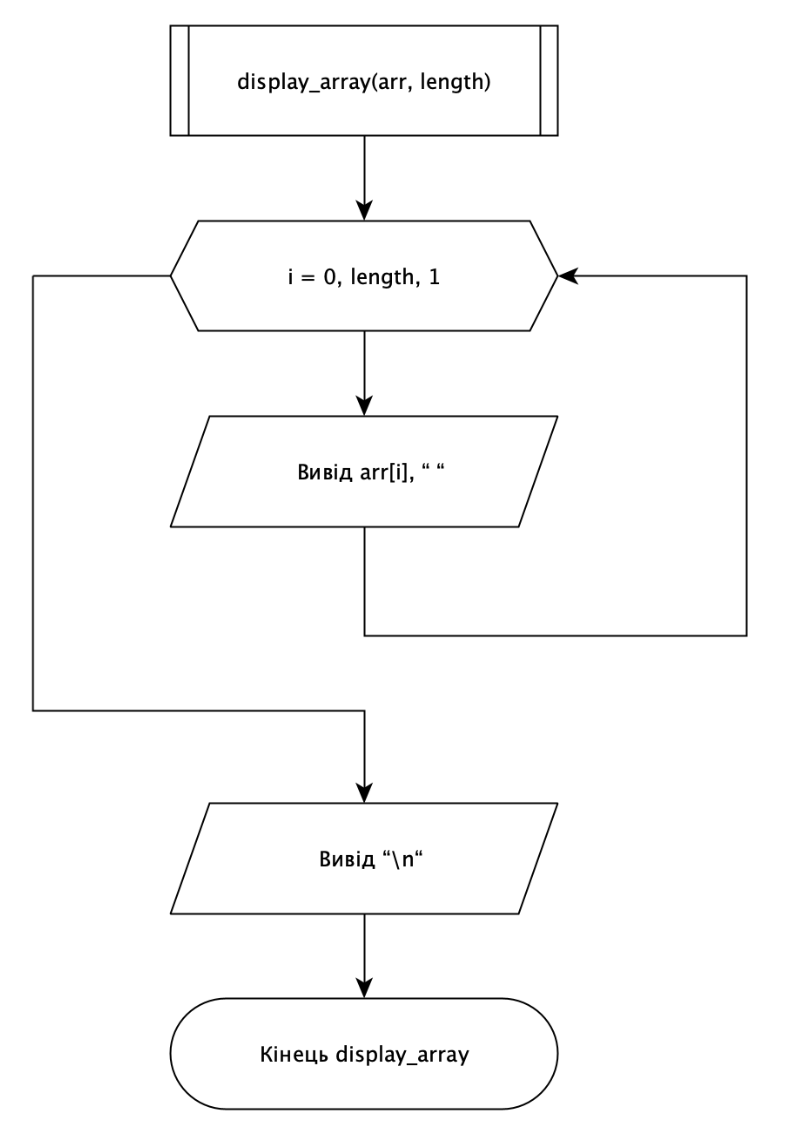 display_array(arr, length)
i = 0, length, 1
Вивід arr[i], “ “
Вивід “\n“
Кінець display_array